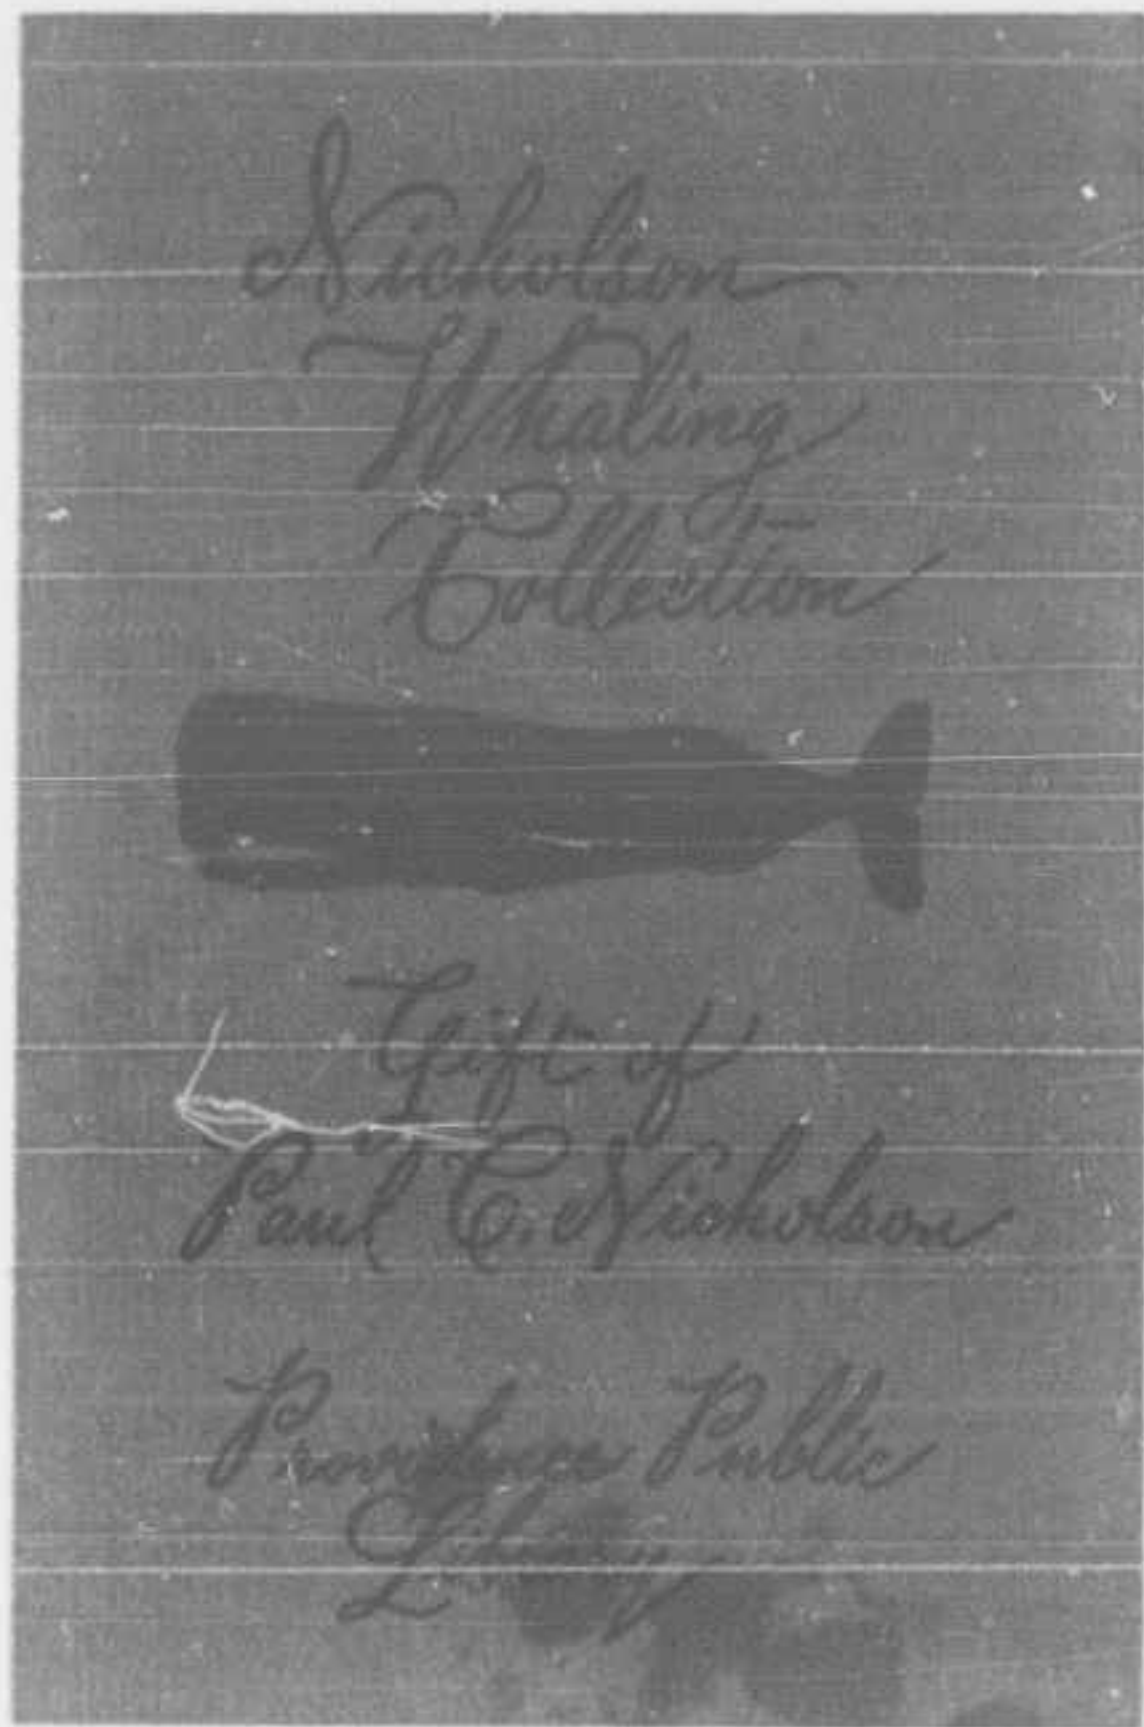 Nicholson
Whaling
Collection
Gift of
Paul C. Nicholson
Providence Public
Library